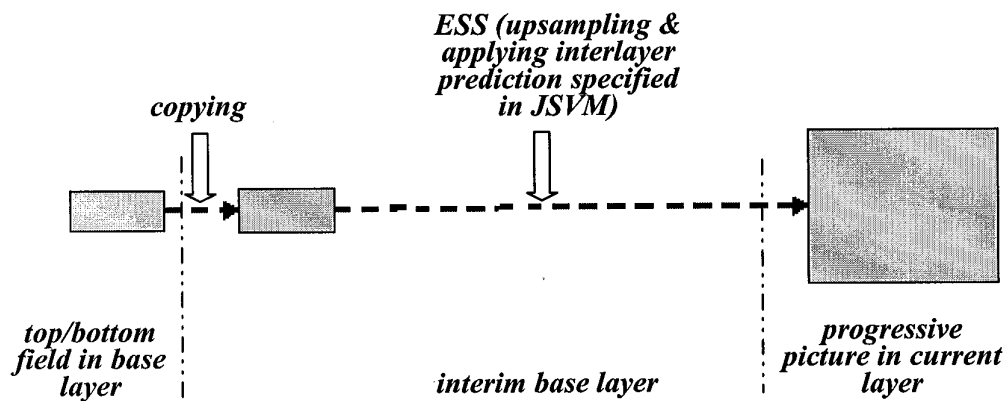 ESS (upsampling &
applying interlayer
prediction specified
in JSVM)
copying
top/bottom
field in base
layer
interim base layer
progressive
picture in current
layer